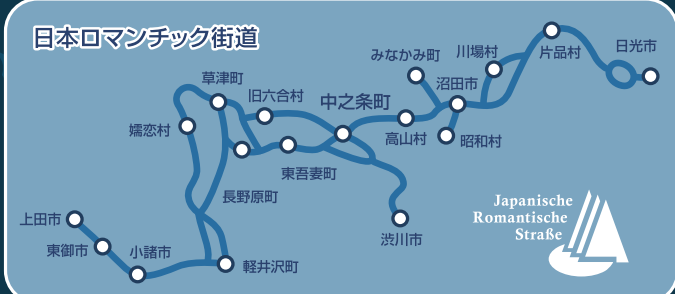 日本ロマンチック街道
日光市
片品村
川場村
みなかみ町
沼田市
草津町
旧六合村
中之条町
嬬恋村
高山村
昭和村
東吾妻町
長野原町
上田市
渋川市
東御市
小諸市
軽井沢町
Japanische
Romantische
Straße